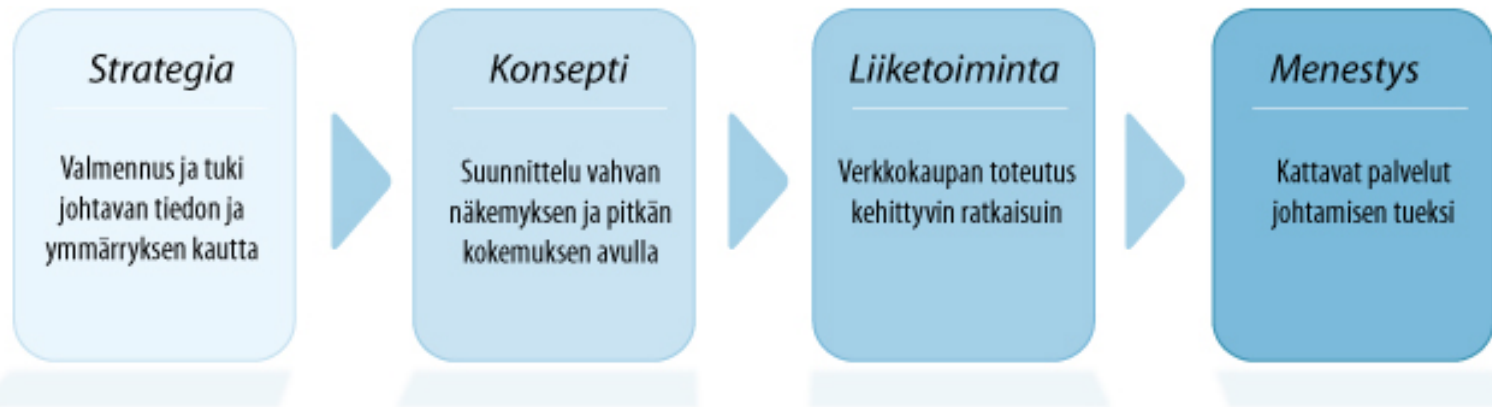 Strategia
Valmennus ja tuki
johtavan tiedon ja
ymmärryksen kautta
Konsepti
Suunnittelu vahvan
näkemyksen ja pitkän
kokemuksen avulla
Liiketoiminta
Verkkokaupan toteutus
kehittyvin ratkaisuin
Menestys
Kattavat palvelut
johtamisen tueksi